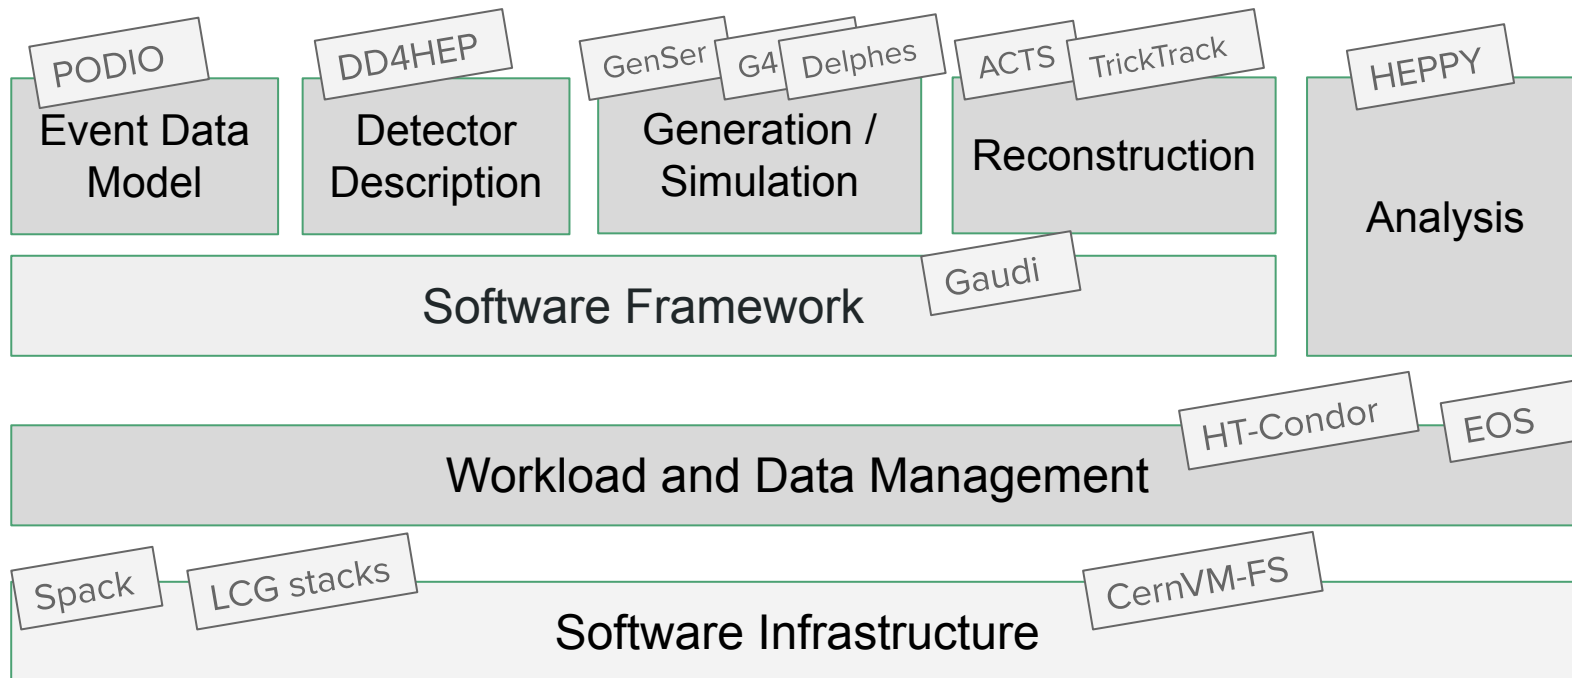 PODIO
DD4HEP
GenSer
G4
Delphes
ACTS
TrickTrack
HEPPY
Event Data
Model
Detector
Description
Generation /
Simulation
Reconstruction
Analysis
Software Framework
Gaudi
HT-Condor
EOS
Workload and Data Management
Spack
LCG stacks
CernVM-FS
Software Infrastructure